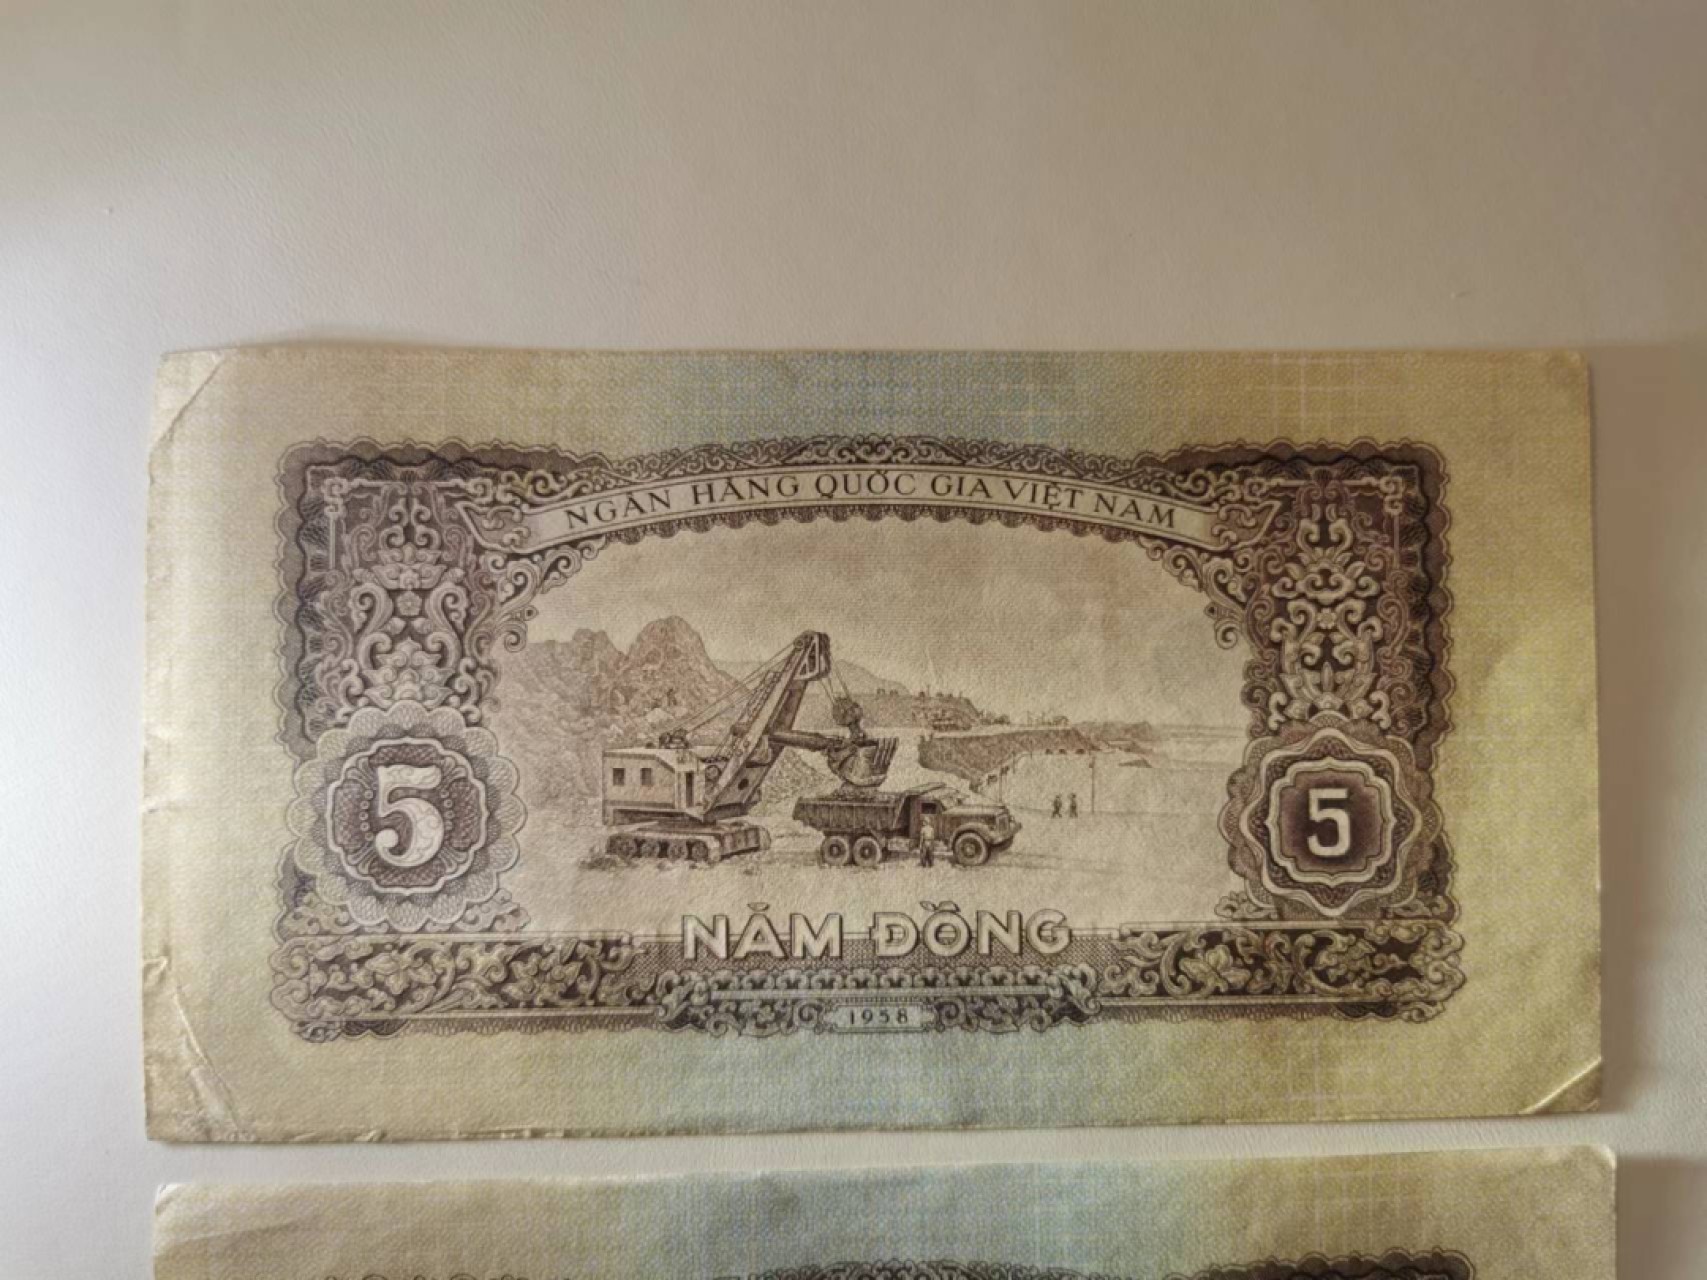 NGÂN HÀNG QUỐC GIA VIỆT NAM
5
5
NĂM ĐỒNG
1958